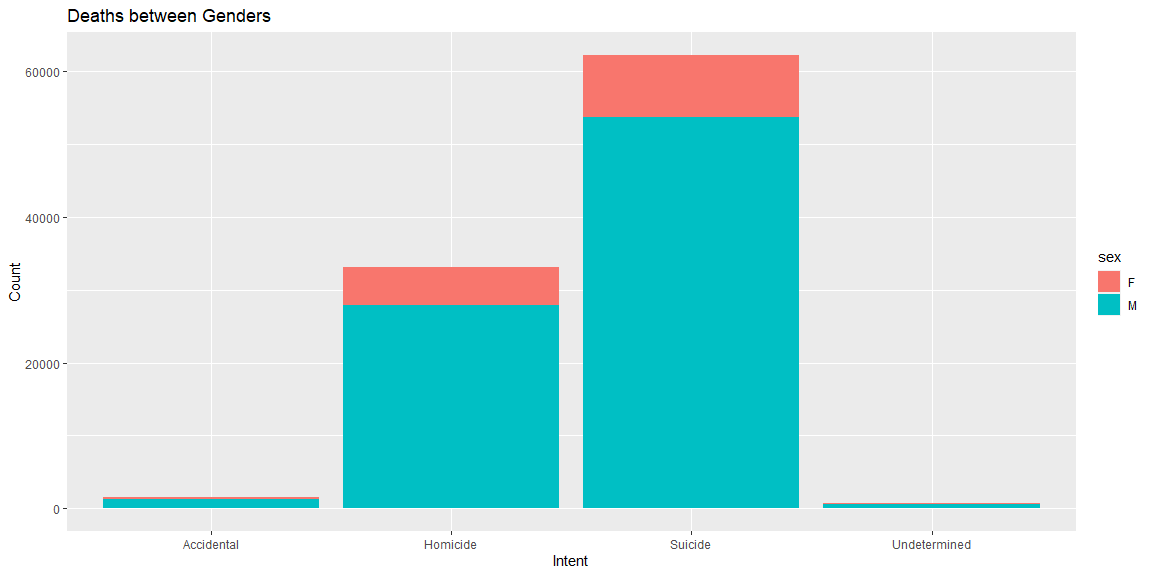 Deaths between Genders
60000
40000
20000
0
Count
Accidental
Homicide
Suicide
Undetermined
Intent
sex
F
M